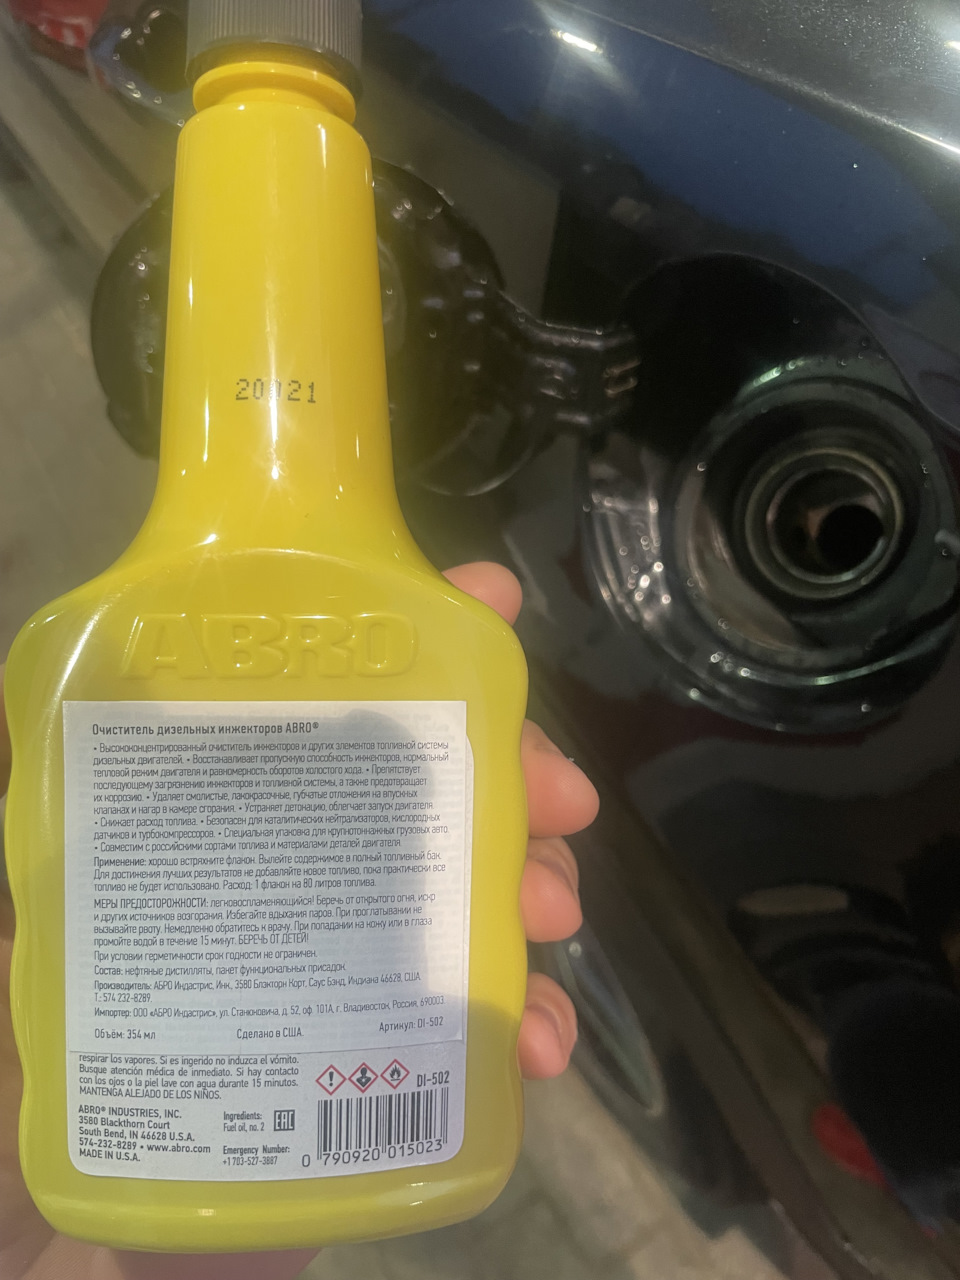 ABRO
Очиститель дизельных инжекторов ABRO®
• Высококонцентрированный очиститель инжекторов и других элементов топливной системы
дизельных двигателей. • Восстанавливает пропускную способность инжекторов, нормальный
тепловой режим двигателя и равномерность оборотов холостого хода. • Препятствует
последующему загрязнению инжекторов и топливной системы, а также предотвращает
их коррозию. • Удаляет смолистые, лакокрасочные, губчатые отложения на впускных
клапанах и нагар в камере сгорания. • Устраняет детонацию, облегчает запуск двигателя.
• Снижает расход топлива. • Безопасен для каталитических нейтрализаторов, кислородных
датчиков и турбокомпрессоров. • Специальная упаковка для крупнотоннажных грузовых авто.
• Совместим с российскими сортами топлива и материалами деталей двигателя.
Применение: хорошо встряхните флакон. Вылейте содержимое в полный топливный бак.
Для достижения лучших результатов не добавляйте новое топливо, пока практически все
топливо не будет использовано. Расход: 1 флакон на 80 литров топлива.
МЕРЫ ПРЕДОСТОРОЖНОСТИ: легковоспламеняющийся! Беречь от открытого огня, искр
и других источников возгорания. Избегайте вдыхания паров. При проглатывании не
вызывайте рвоту. Немедленно обратитесь к врачу. При попадании на кожу или в глаза
промойте водой в течение 15 минут. БЕРЕЧЬ ОТ ДЕТЕЙ!
При условии герметичности срок годности не ограничен.
Состав: нефтяные дистилляты, пакет функциональных присадок.
Производитель: АБРО Индастрис, Инк., 3580 Блэкторн Корт, Саус Бэнд, Индиана 46628, США.
Т.: 574 232-8289.
Импортер: ООО «АБРО Индастрис», ул. Станюковича, д. 52, оф. 101А, г. Владивосток, Россия, 690003.
Объём: 354 мл Сделано в США. Артикул: DI-502
respirar los vapores. Si es ingerido no induzca el vómito.
Busque atención médica de inmediato. Si hay contacto
con los ojos o la piel lave con agua durante 15 minutos.
MANTENGA ALEJADO DE LOS NIÑOS.
DI-502
ABRO® INDUSTRIES, INC.
3580 Blackthorn Court
South Bend, IN 46628 U.S.A.
574-232-8289 • www.abro.com
MADE IN U.S.A.
Ingredients:
Fuel oil, no. 2
EAC
Emergency Number:
+1 703-527-3887
0 790920 015023